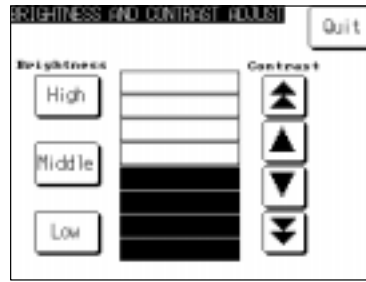 BRIGHTNESS AND CONTRAST ADJUST
Quit
Brightness
Contrast
High
Middle
Low